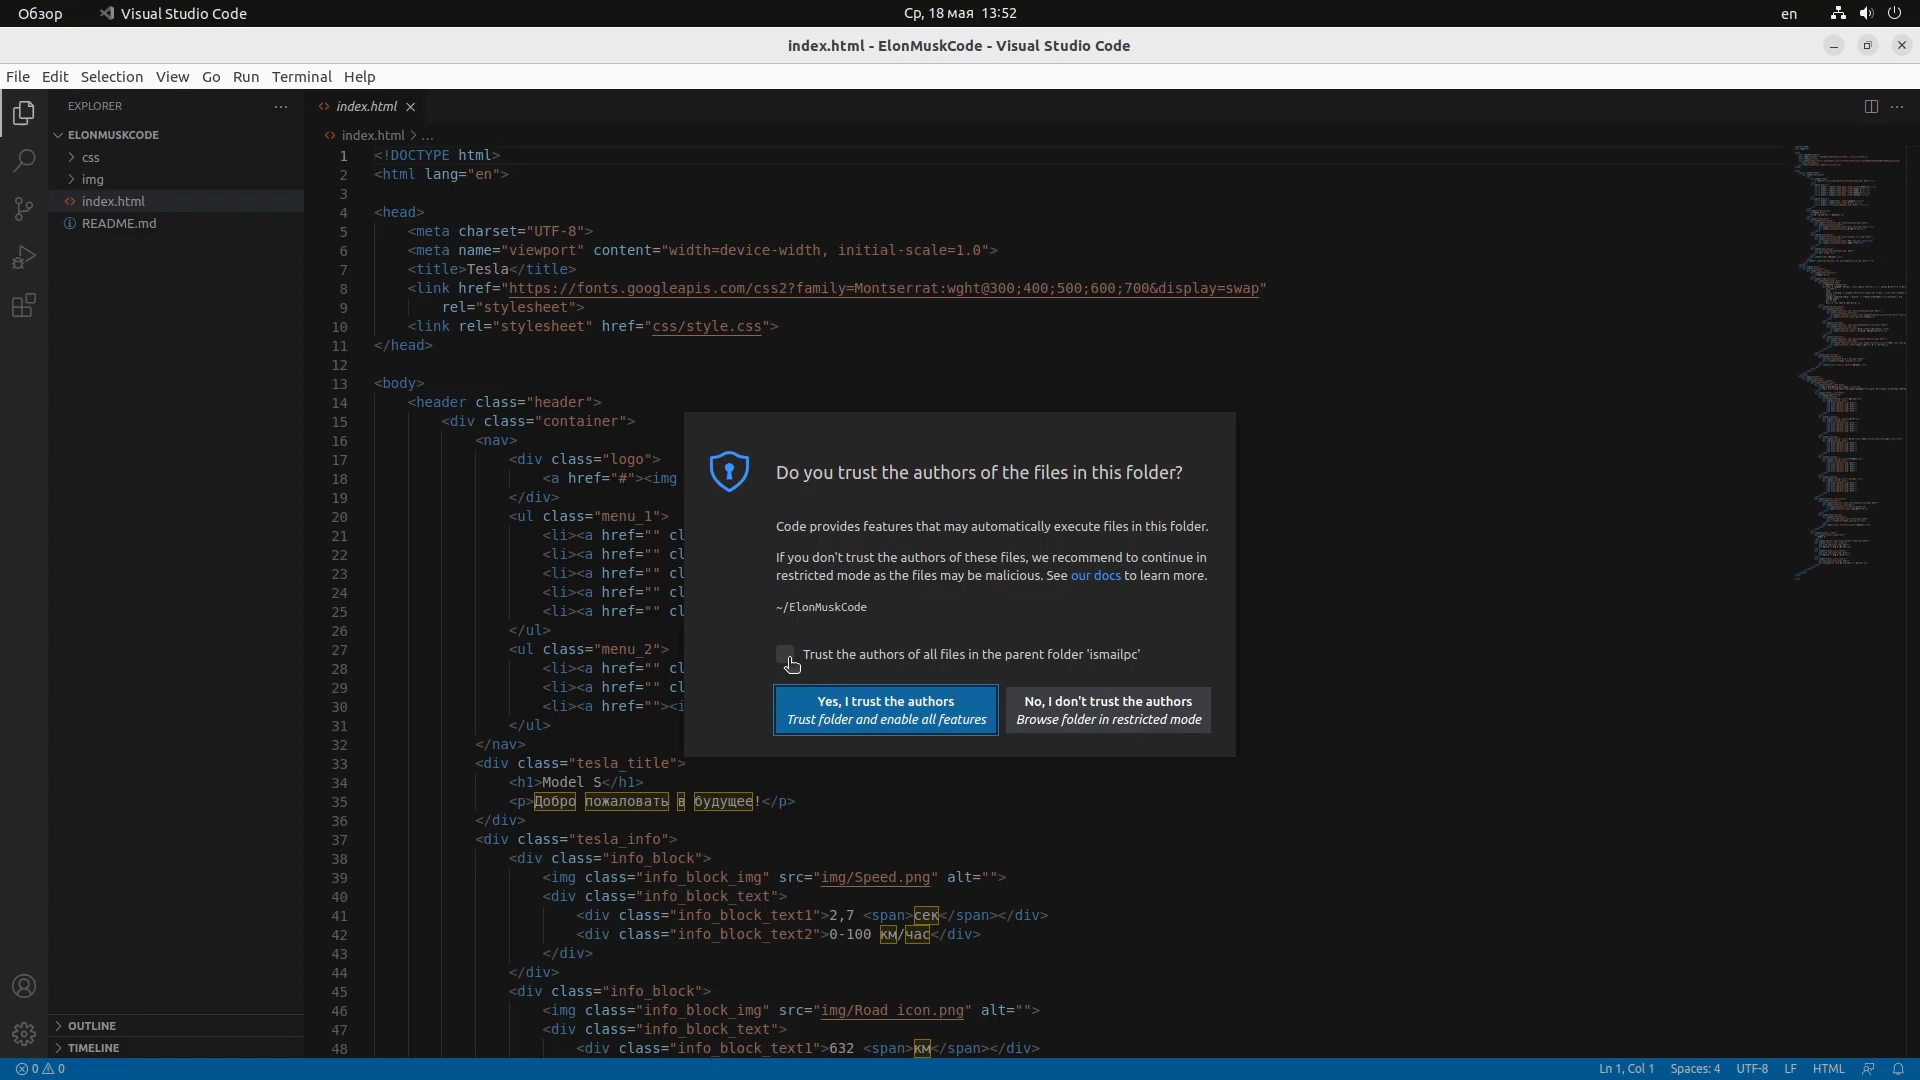 Обзор
Visual Studio Code
Ср, 18 мая 13:52
en
index.html - ElonMuskCode - Visual Studio Code
File Edit Selection View Go Run Terminal Help
EXPLORER
ELONMUSKCODE
css
img
index.html
README.md
OUTLINE
TIMELINE
index.html
index.html > ...
1 <!DOCTYPE html>
2 <html lang="en">
3
4 <head>
5 <meta charset="UTF-8">
6 <meta name="viewport" content="width=device-width, initial-scale=1.0">
7 <title>Tesla</title>
8 <link href="https://fonts.googleapis.com/css2?family=Montserrat:wght@300;400;500;600;700&display=swap"
9 rel="stylesheet">
10 <link rel="stylesheet" href="css/style.css">
11 </head>
12
13 <body>
14 <header class="header">
15 <div class="container">
16 <nav>
17 <div class="logo">
18 <a href="#"><img
19 </div>
20 <ul class="menu_1">
21 <li><a href="" cl
22 <li><a href="" cl
23 <li><a href="" cl
24 <li><a href="" cl
25 <li><a href="" cl
26 </ul>
27 <ul class="menu_2">
28 <li><a href="" cl
29 <li><a href="" cl
30 <li><a href=""><i
31 </ul>
32 </nav>
33 <div class="tesla_title">
34 <h1>Model S</h1>
35 <p>Добро пожаловать в будущее!</p>
36 </div>
37 <div class="tesla_info">
38 <div class="info_block">
39 <img class="info_block_img" src="img/Speed.png" alt="">
40 <div class="info_block_text">
41 <div class="info_block_text1">2,7 <span>сек</span></div>
42 <div class="info_block_text2">0-100 км/час</div>
43 </div>
44 </div>
45 <div class="info_block">
46 <img class="info_block_img" src="img/Road icon.png" alt="">
47 <div class="info_block_text">
48 <div class="info_block_text1">632 <span>км</span></div>
Do you trust the authors of the files in this folder?
Code provides features that may automatically execute files in this folder.
If you don't trust the authors of these files, we recommend to continue in
restricted mode as the files may be malicious. See our docs to learn more.
~/ElonMuskCode
Trust the authors of all files in the parent folder 'ismailpc'
Yes, I trust the authors
Trust folder and enable all features
No, I don't trust the authors
Browse folder in restricted mode
0 0
Ln 1, Col 1 Spaces: 4 UTF-8 LF HTML